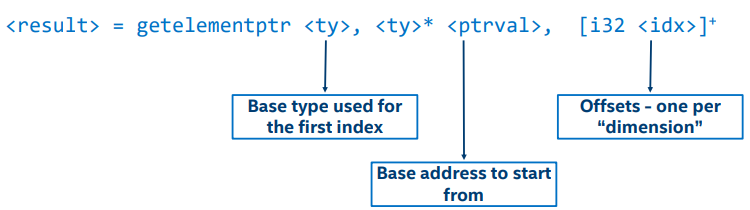 <result> = getelementptr <ty>, <ty>* <ptrval>, [i32 <idx>]+
Base type used for
the first index
Offsets - one per
“dimension”
Base address to start
from